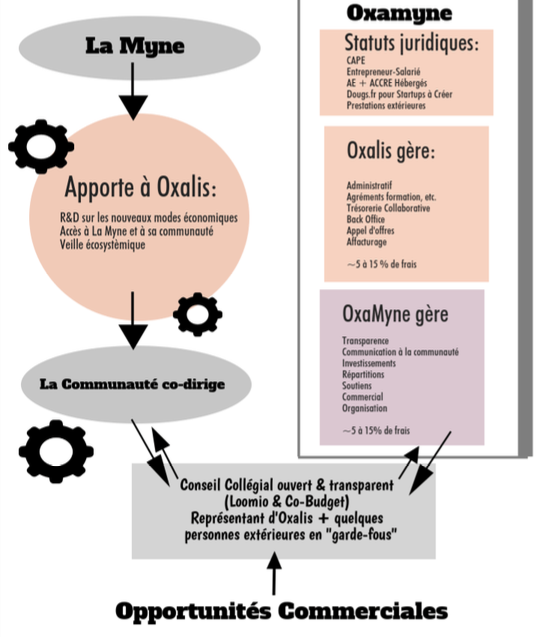 La Myne
Apporte à Oxalis:
R&D sur les nouveaux modes économiques
Accès à La Myne et à sa communauté
Veille écosystèmique
La Communauté co-dirige
Oxamyne
Statuts juridiques:
CAPE
Entrepreneur-Salarié
AE + ACCRE Hébergés
Dougs.fr pour Startups à Créer
Prestations extérieures
Oxalis gère:
Administratif
Agréments formation, etc.
Trésorerie Collaborative
Back Office
Appel d'offres
Affacturage
~5 à 15 % de frais
OxaMyne gère
Transparence
Communication à la communauté
Investissements
Répartitions
Soutiens
Commercial
Organisation
~5 à 15% de frais
Conseil Collégial ouvert & transparent
(Loomio & Co-Budget)
Représentant d'Oxalis + quelques
personnes extérieures en "garde-fous"
Opportunités Commerciales